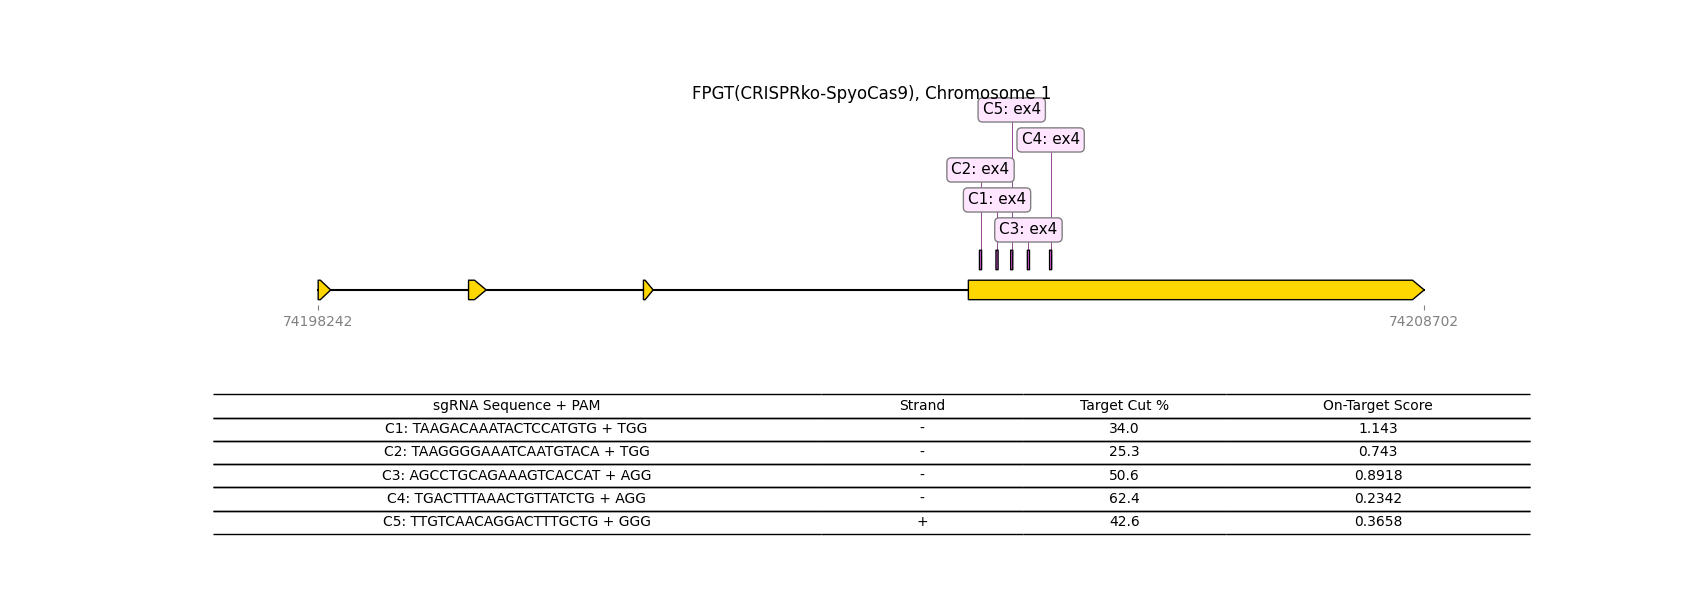 FPGT(CRISPRko-SpyoCas9), Chromosome 1
C5: ex4
C4: ex4
C2: ex4
C1: ex4
C3: ex4
74198242 74208702
sgRNA Sequence + PAM Strand Target Cut % On-Target Score
C1: TAAGACAAATACTCCATGTG + TGG - 34.0 1.143
C2: TAAGGGGAAATCAATGTACA + TGG - 25.3 0.743
C3: AGCCTGCAGAAAGTCACCAT + AGG - 50.6 0.8918
C4: TGACTTTAAACTGTTATCTG + AGG - 62.4 0.2342
C5: TTGTCAACAGGACTTTGCTG + GGG + 42.6 0.3658